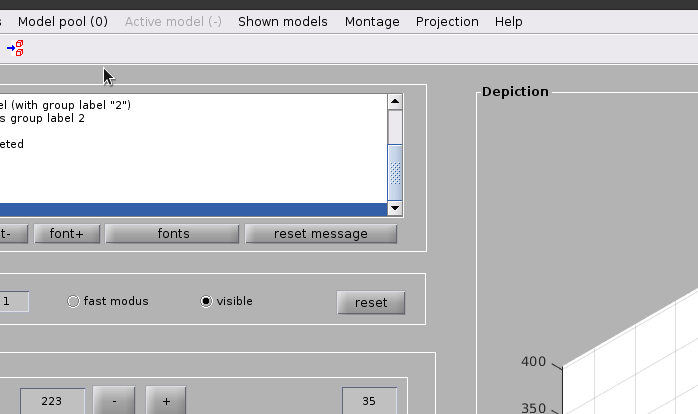 s Model pool (0) Active model (-) Shown models Montage Projection Help
Depiction
el (with group label "2")
s group label 2
eted
t- font+ fonts reset message
1 fast modus visible reset
400
223 - + 35
350